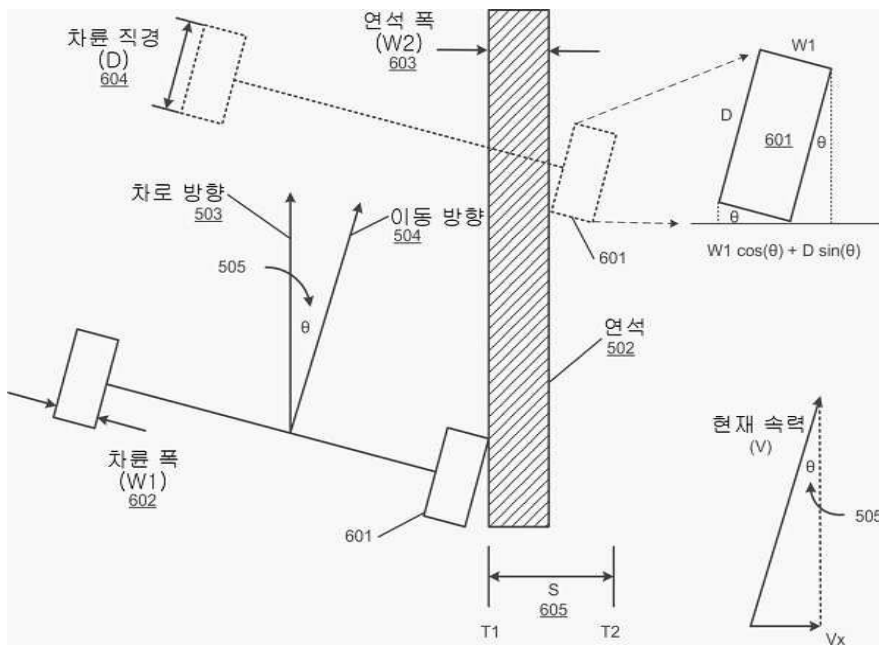 차륜 직경
(D)
604
연석 폭
(W2)
603
W1
D
601
θ
θ
W1 cos(θ) + D sin(θ)
차로 방향
503
이동 방향
504
505
θ
601
연석
502
차륜 폭
(W1)
602
601
현재 속력
(V)
θ
505
S
605
T1
T2
Vx